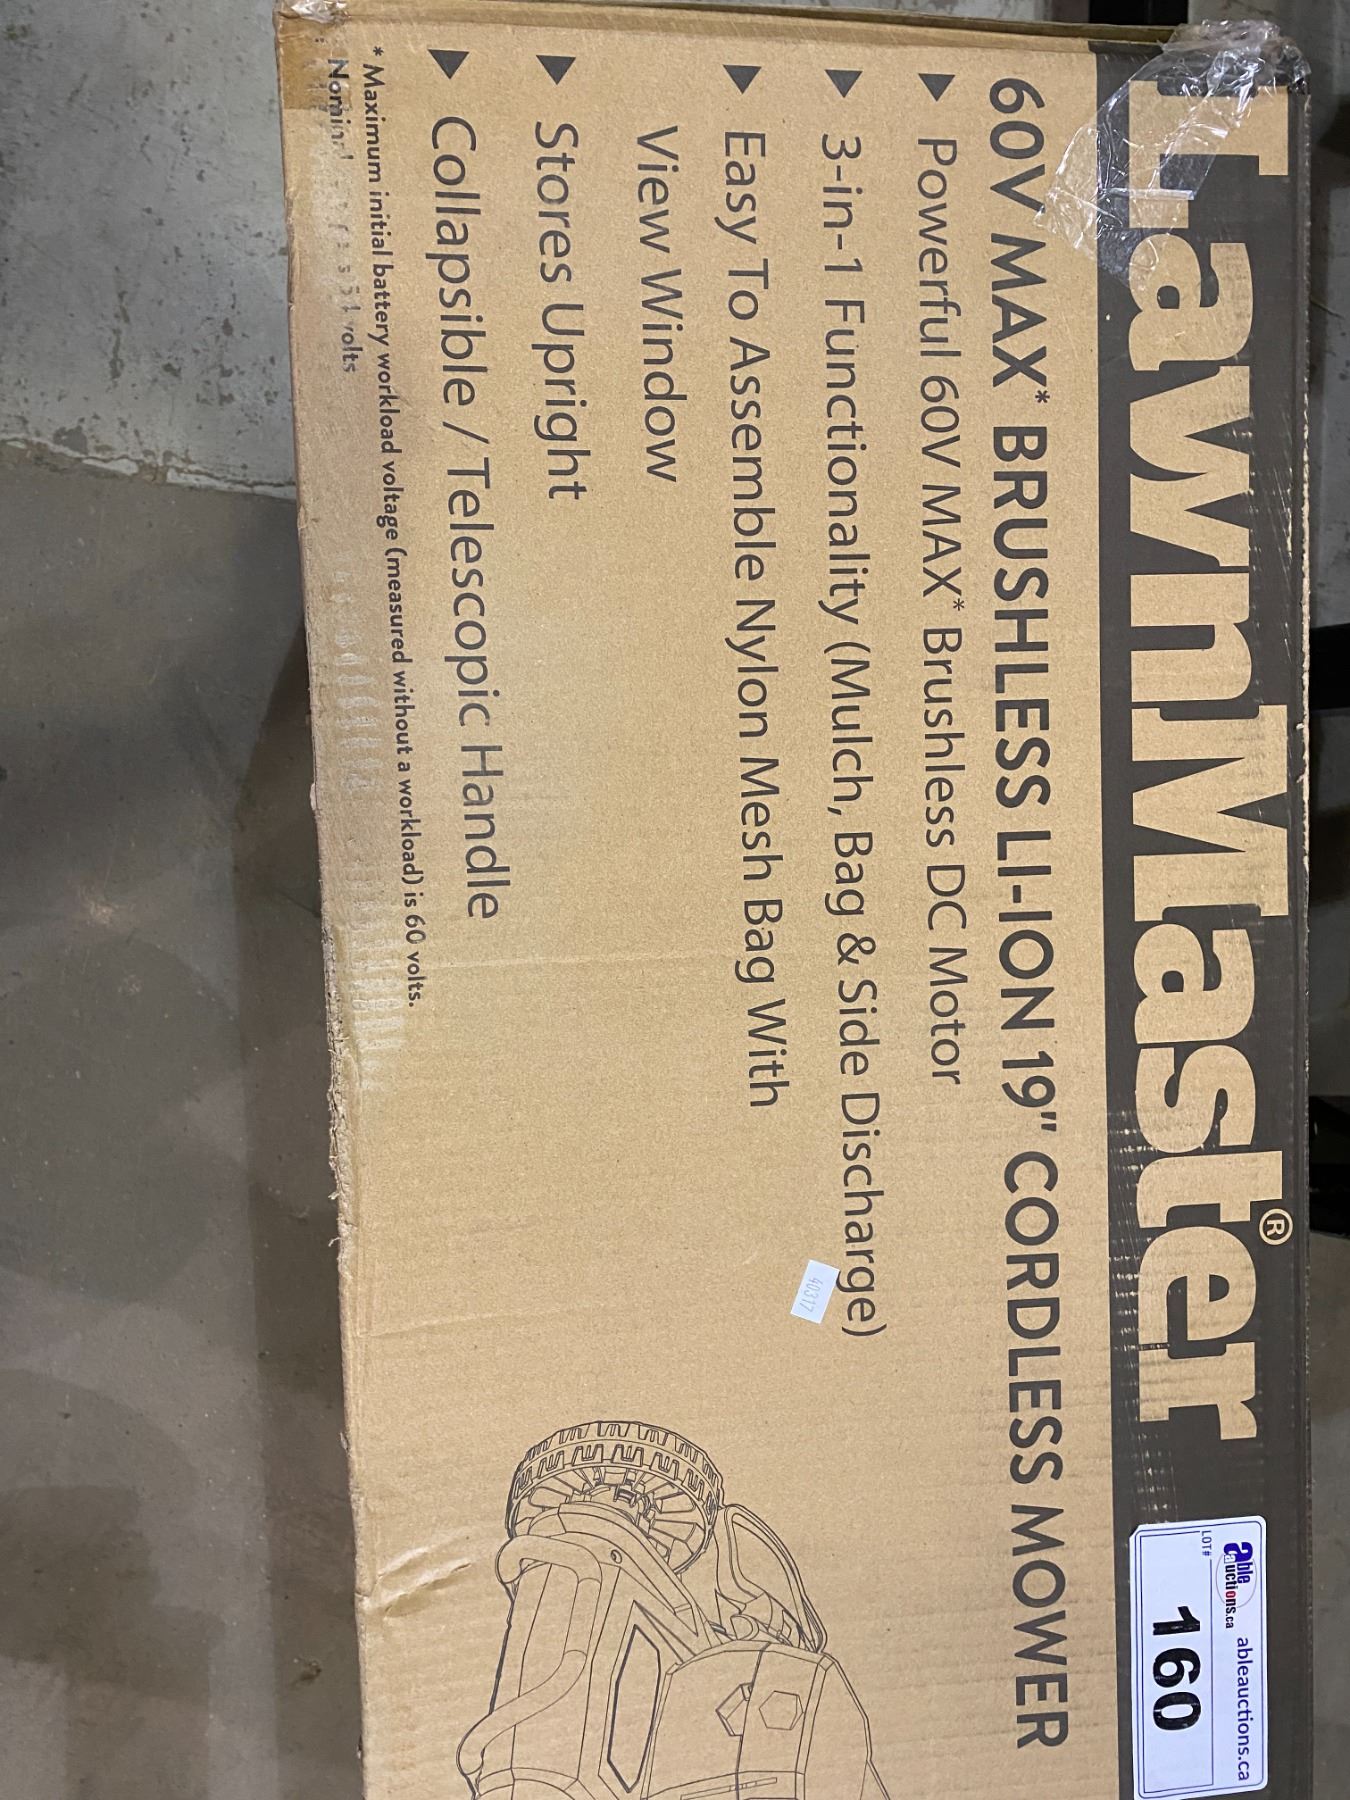 LawnMaster®
60V MAX* BRUSHLESS LI-ION 19" CORDLESS MOWER
Powerful 60V MAX* Brushless DC Motor
3-in-1 Functionality (Mulch, Bag & Side Discharge)
Easy To Assemble Nylon Mesh Bag With
View Window
Stores Upright
Collapsible / Telescopic Handle
* Maximum initial battery workload voltage (measured without a workload) is 60 volts.
volts.
40317
able auctions.ca
ableauctions.ca
LOT#
160